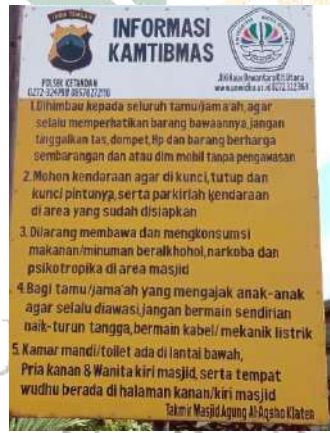 JAWA TENGAH
INFORMASI
KAMTIBMAS
POLSEK KETANDAN
1.Dihimbau kepada seluruh tamu/jama'ah, agar
selalu memperhatikan barang bawaannya,jangan
tinggalkan tas,dompet,Hp dan barang berharga
sembarangan dan atau dlm mobil tanpa pengawasan
2.Mohon kendaraan agar di kunci,tutup dan
kunci pintunya,serta parkirlah kendaraan
di area yang sudah disiapkan
3.Dilarang membawa dan mengkonsumsi
makanan/minuman beralkhohol,narkoba dan
psikotropika di area masjid
4.Bagi tamu/jama'ah yang mengajak anak-anak
agar selalu diawasi,jangan bermain sendirian
naik-turun tangga,bermain kabel/mekanik listrik
5.Kamar mandi/toilet ada di lantai bawah,
Pria kanan & Wanita kiri masjid, serta tempat
wudhu berada di halaman kanan/kiri masjid
Takmir Masjid Agung Al-Aqsho Klaten